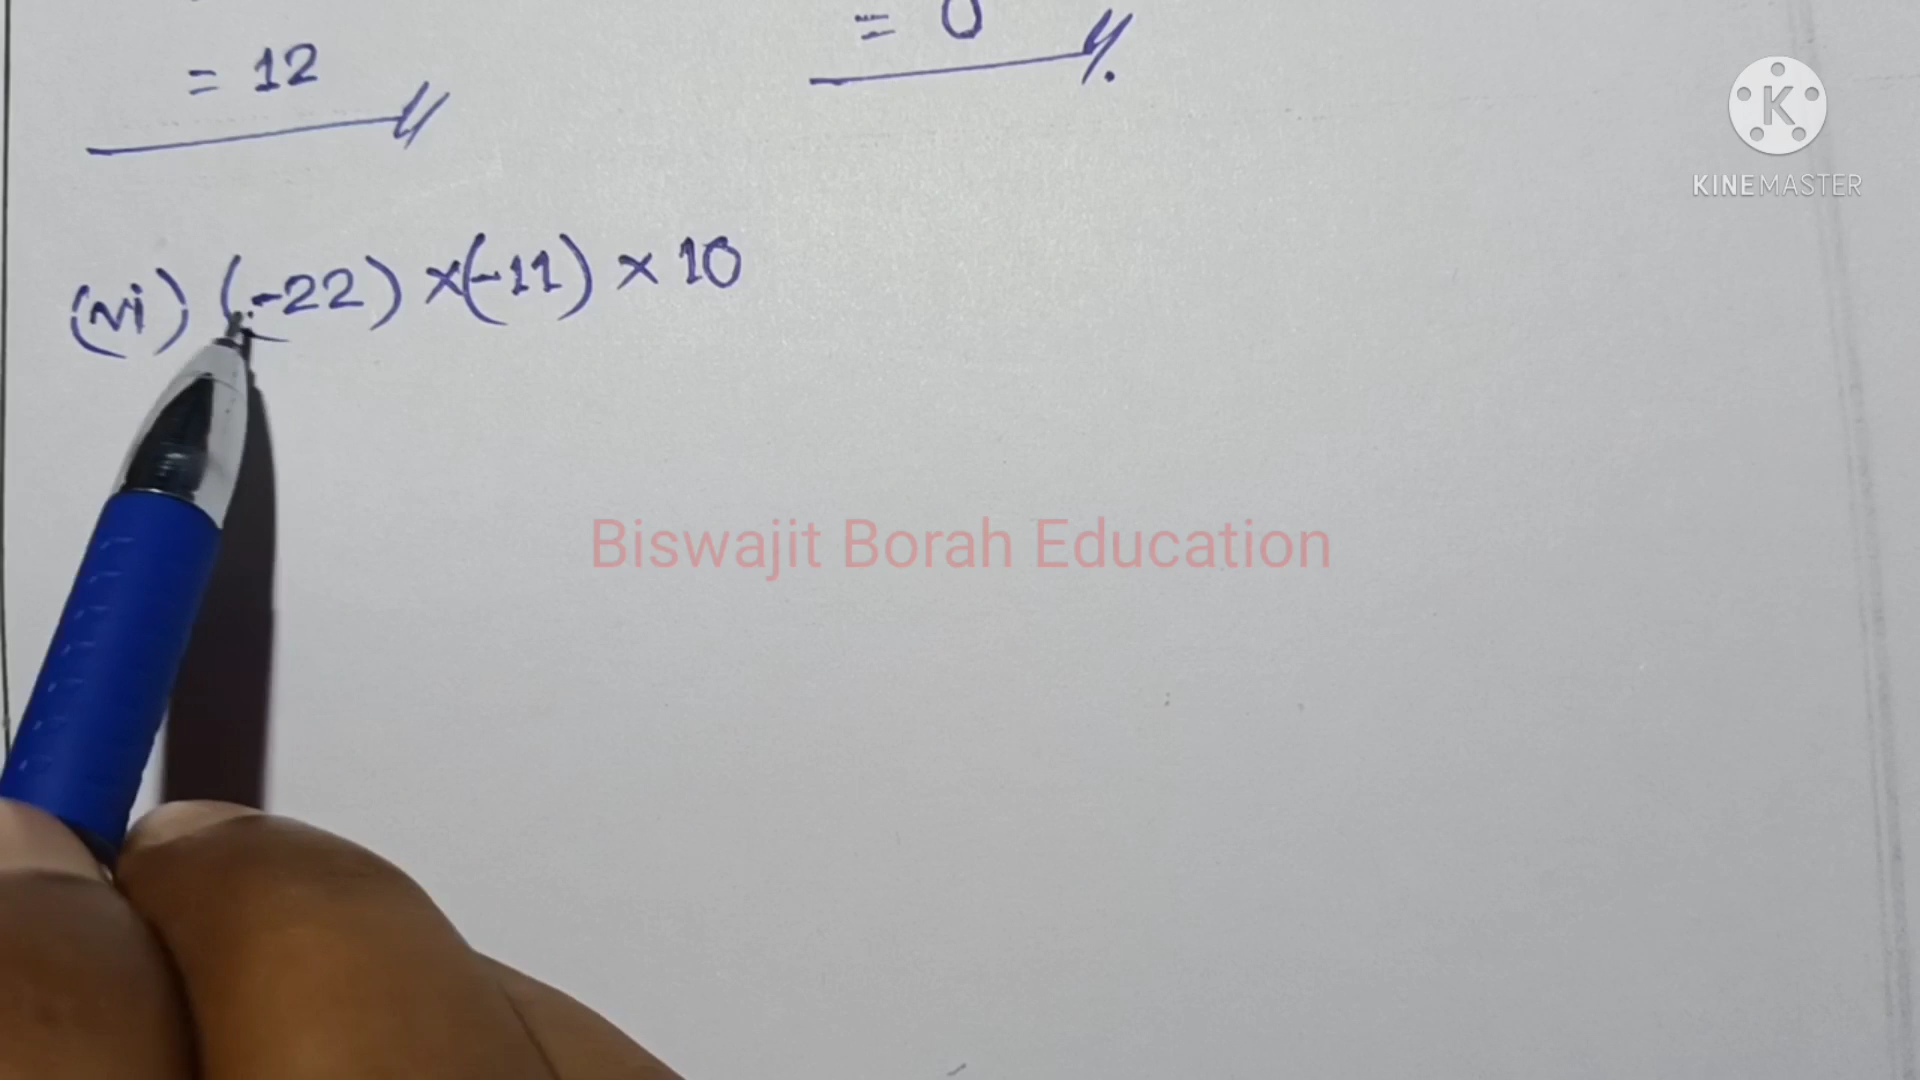 = 12
= 0
(vi) (-22) ×(-11) × 10
KINEMASTER
Biswajit Borah Education